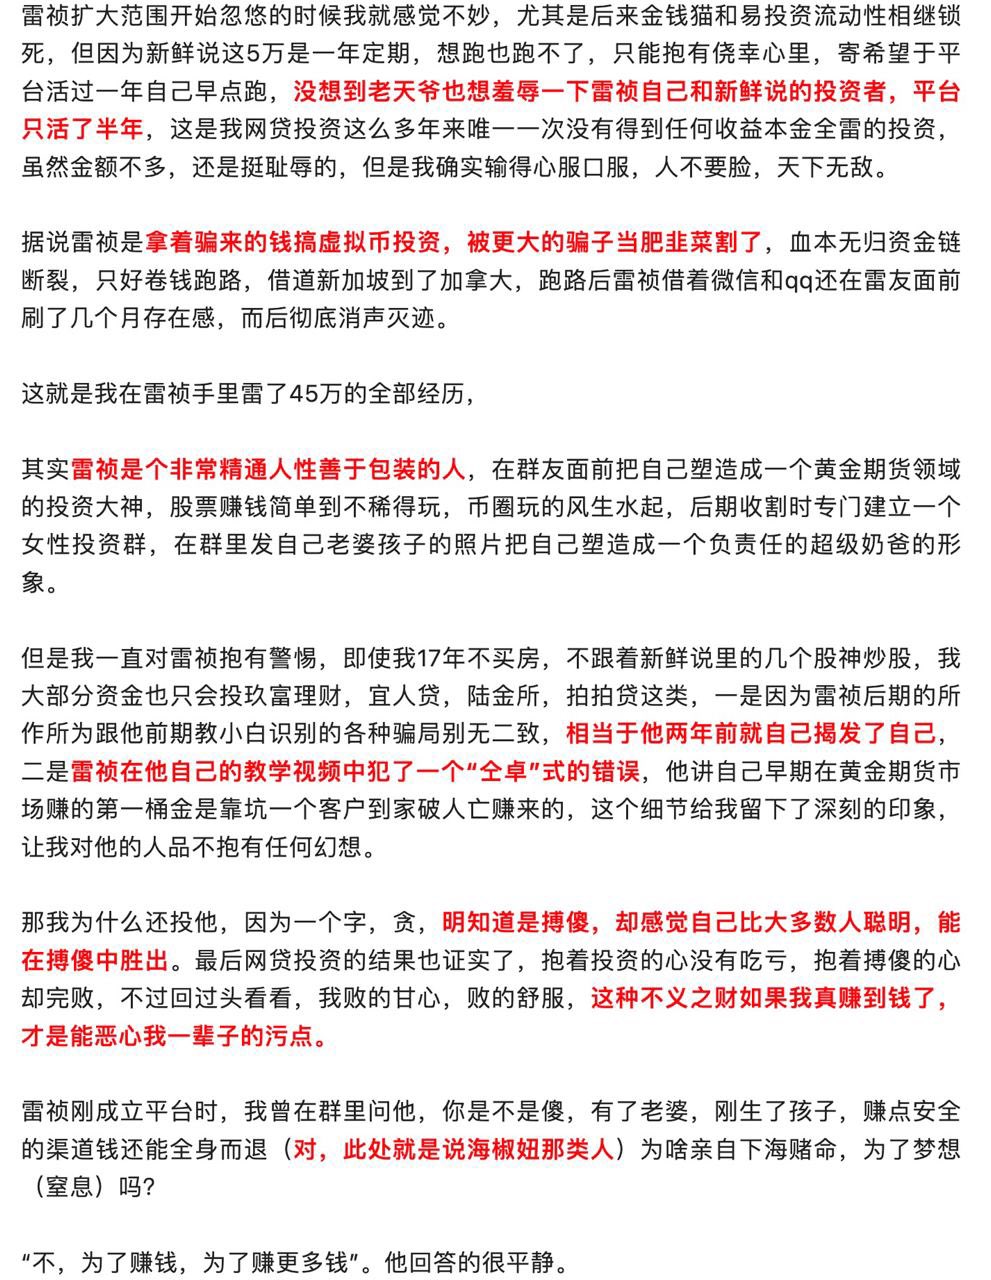 雷祯扩大范围开始忽悠的时候我就感觉不妙，尤其是后来金钱猫和易投资流动性相继锁
死，但因为新鲜说这5万是一年定期，想跑也跑不了，只能抱有侥幸心里，寄希望于平
台活过一年自己早点跑，没想到老天爷也想羞辱一下雷祯自己和新鲜说的投资者，平台
只活了半年，这是我网贷投资这么多年来唯一一次没有得到任何收益本金全雷的投资，
虽然金额不多，还是挺耻辱的，但是我确实输得心服口服，人不要脸，天下无敌。
据说雷祯是拿着骗来的钱搞虚拟币投资，被更大的骗子当肥韭菜割了，血本无归资金链
断裂，只好卷钱跑路，借道新加坡到了加拿大，跑路后雷祯借着微信和qq还在雷友面前
刷了几个月存在感，而后彻底消声灭迹。
这就是我在雷祯手里雷了45万的全部经历，
其实雷祯是个非常精通人性善于包装的人，在群友面前把自己塑造成一个黄金期货领域
的投资大神，股票赚钱简单到不稀得玩，币圈玩的风生水起，后期收割时专门建立一个
女性投资群，在群里发自己老婆孩子的照片把自己塑造成一个负责任的超级奶爸的形
象。
但是我一直对雷祯抱有警惕，即使我17年不买房，不跟着新鲜说里的几个股神炒股，我
大部分资金也只会投玖富理财，宜人贷，陆金所，拍拍贷这类，一是因为雷祯后期的所
作所为跟他前期教小白识别的各种骗局别无二致，相当于他两年前就自己揭发了自己，
二是雷祯在他自己的教学视频中犯了一个“仝卓”式的错误，他讲自己早期在黄金期货市
场赚的第一桶金是靠坑一个客户到家破人亡赚来的，这个细节给我留下了深刻的印象，
让我对他的人品不抱有任何幻想。
那我为什么还投他，因为一个字，贪，明知道是搏傻，却感觉自己比大多数人聪明，能
在搏傻中胜出。最后网贷投资的结果也证实了，抱着投资的心没有吃亏，抱着搏傻的心
却完败，不过回过头看看，我败的甘心，败的舒服，这种不义之财如果我真赚到钱了，
才是能恶心我一辈子的污点。
雷祯刚成立平台时，我曾在群里问他，你是不是傻，有了老婆，刚生了孩子，赚点安全
的渠道钱还能全身而退（对，此处就是说海椒妞那类人）为啥亲自下海赌命，为了梦想
（窒息）吗？
“不，为了赚钱，为了赚更多钱”。他回答的很平静。